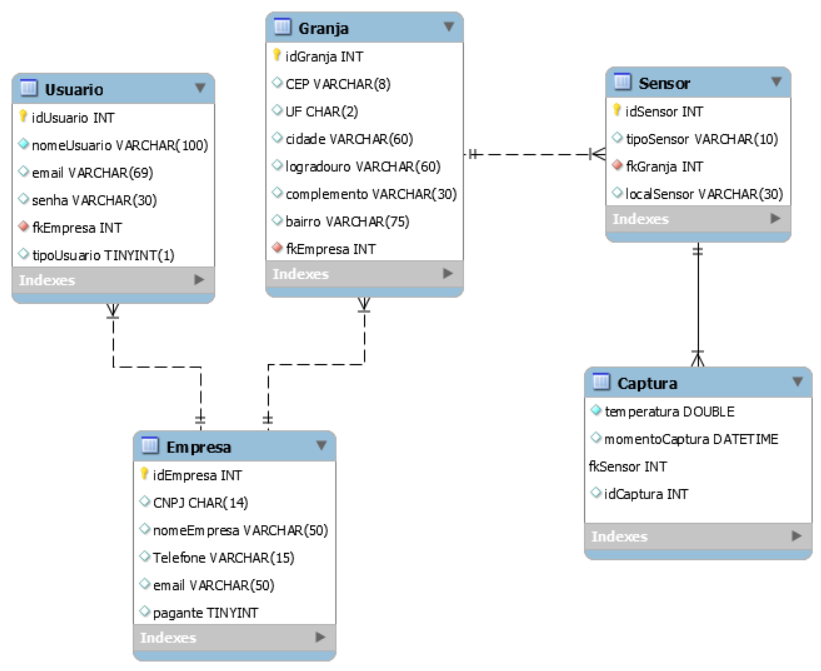 Usuario
idUsuario INT
nomeUsuario VARCHAR(100)
email VARCHAR(69)
senha VARCHAR(30)
fkEmpresa INT
tipoUsuario TINYINT(1)
Indexes
Granja
idGranja INT
CEP VARCHAR(8)
UF CHAR(2)
cidade VARCHAR(60)
logradouro VARCHAR(60)
complemento VARCHAR(30)
bairro VARCHAR(75)
fkEmpresa INT
Indexes
Sensor
idSensor INT
tipoSensor VARCHAR(10)
fkGranja INT
localSensor VARCHAR(30)
Indexes
Empresa
idEmpresa INT
CNPJ CHAR(14)
nomeEmpresa VARCHAR(50)
Telefone VARCHAR(15)
email VARCHAR(50)
pagante TINYINT
Indexes
Captura
temperatura DOUBLE
momentoCaptura DATETIME
fkSensor INT
idCaptura INT
Indexes